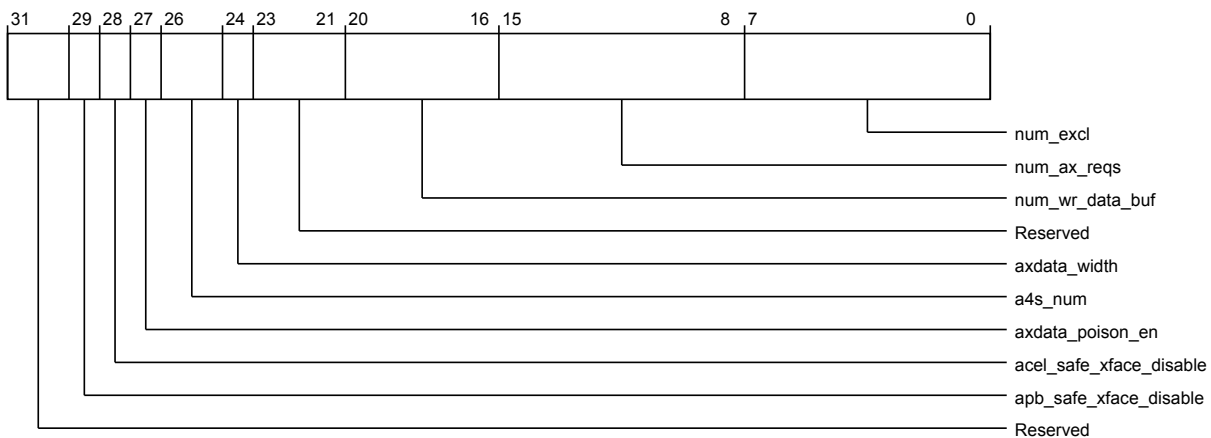 31 29 28 27 26 24 23 21 20 16 15 8 7 0
num_excl
num_ax_reqs
num_wr_data_buf
Reserved
axdata_width
a4s_num
axdata_poison_en
acel_safe_xface_disable
apb_safe_xface_disable
Reserved